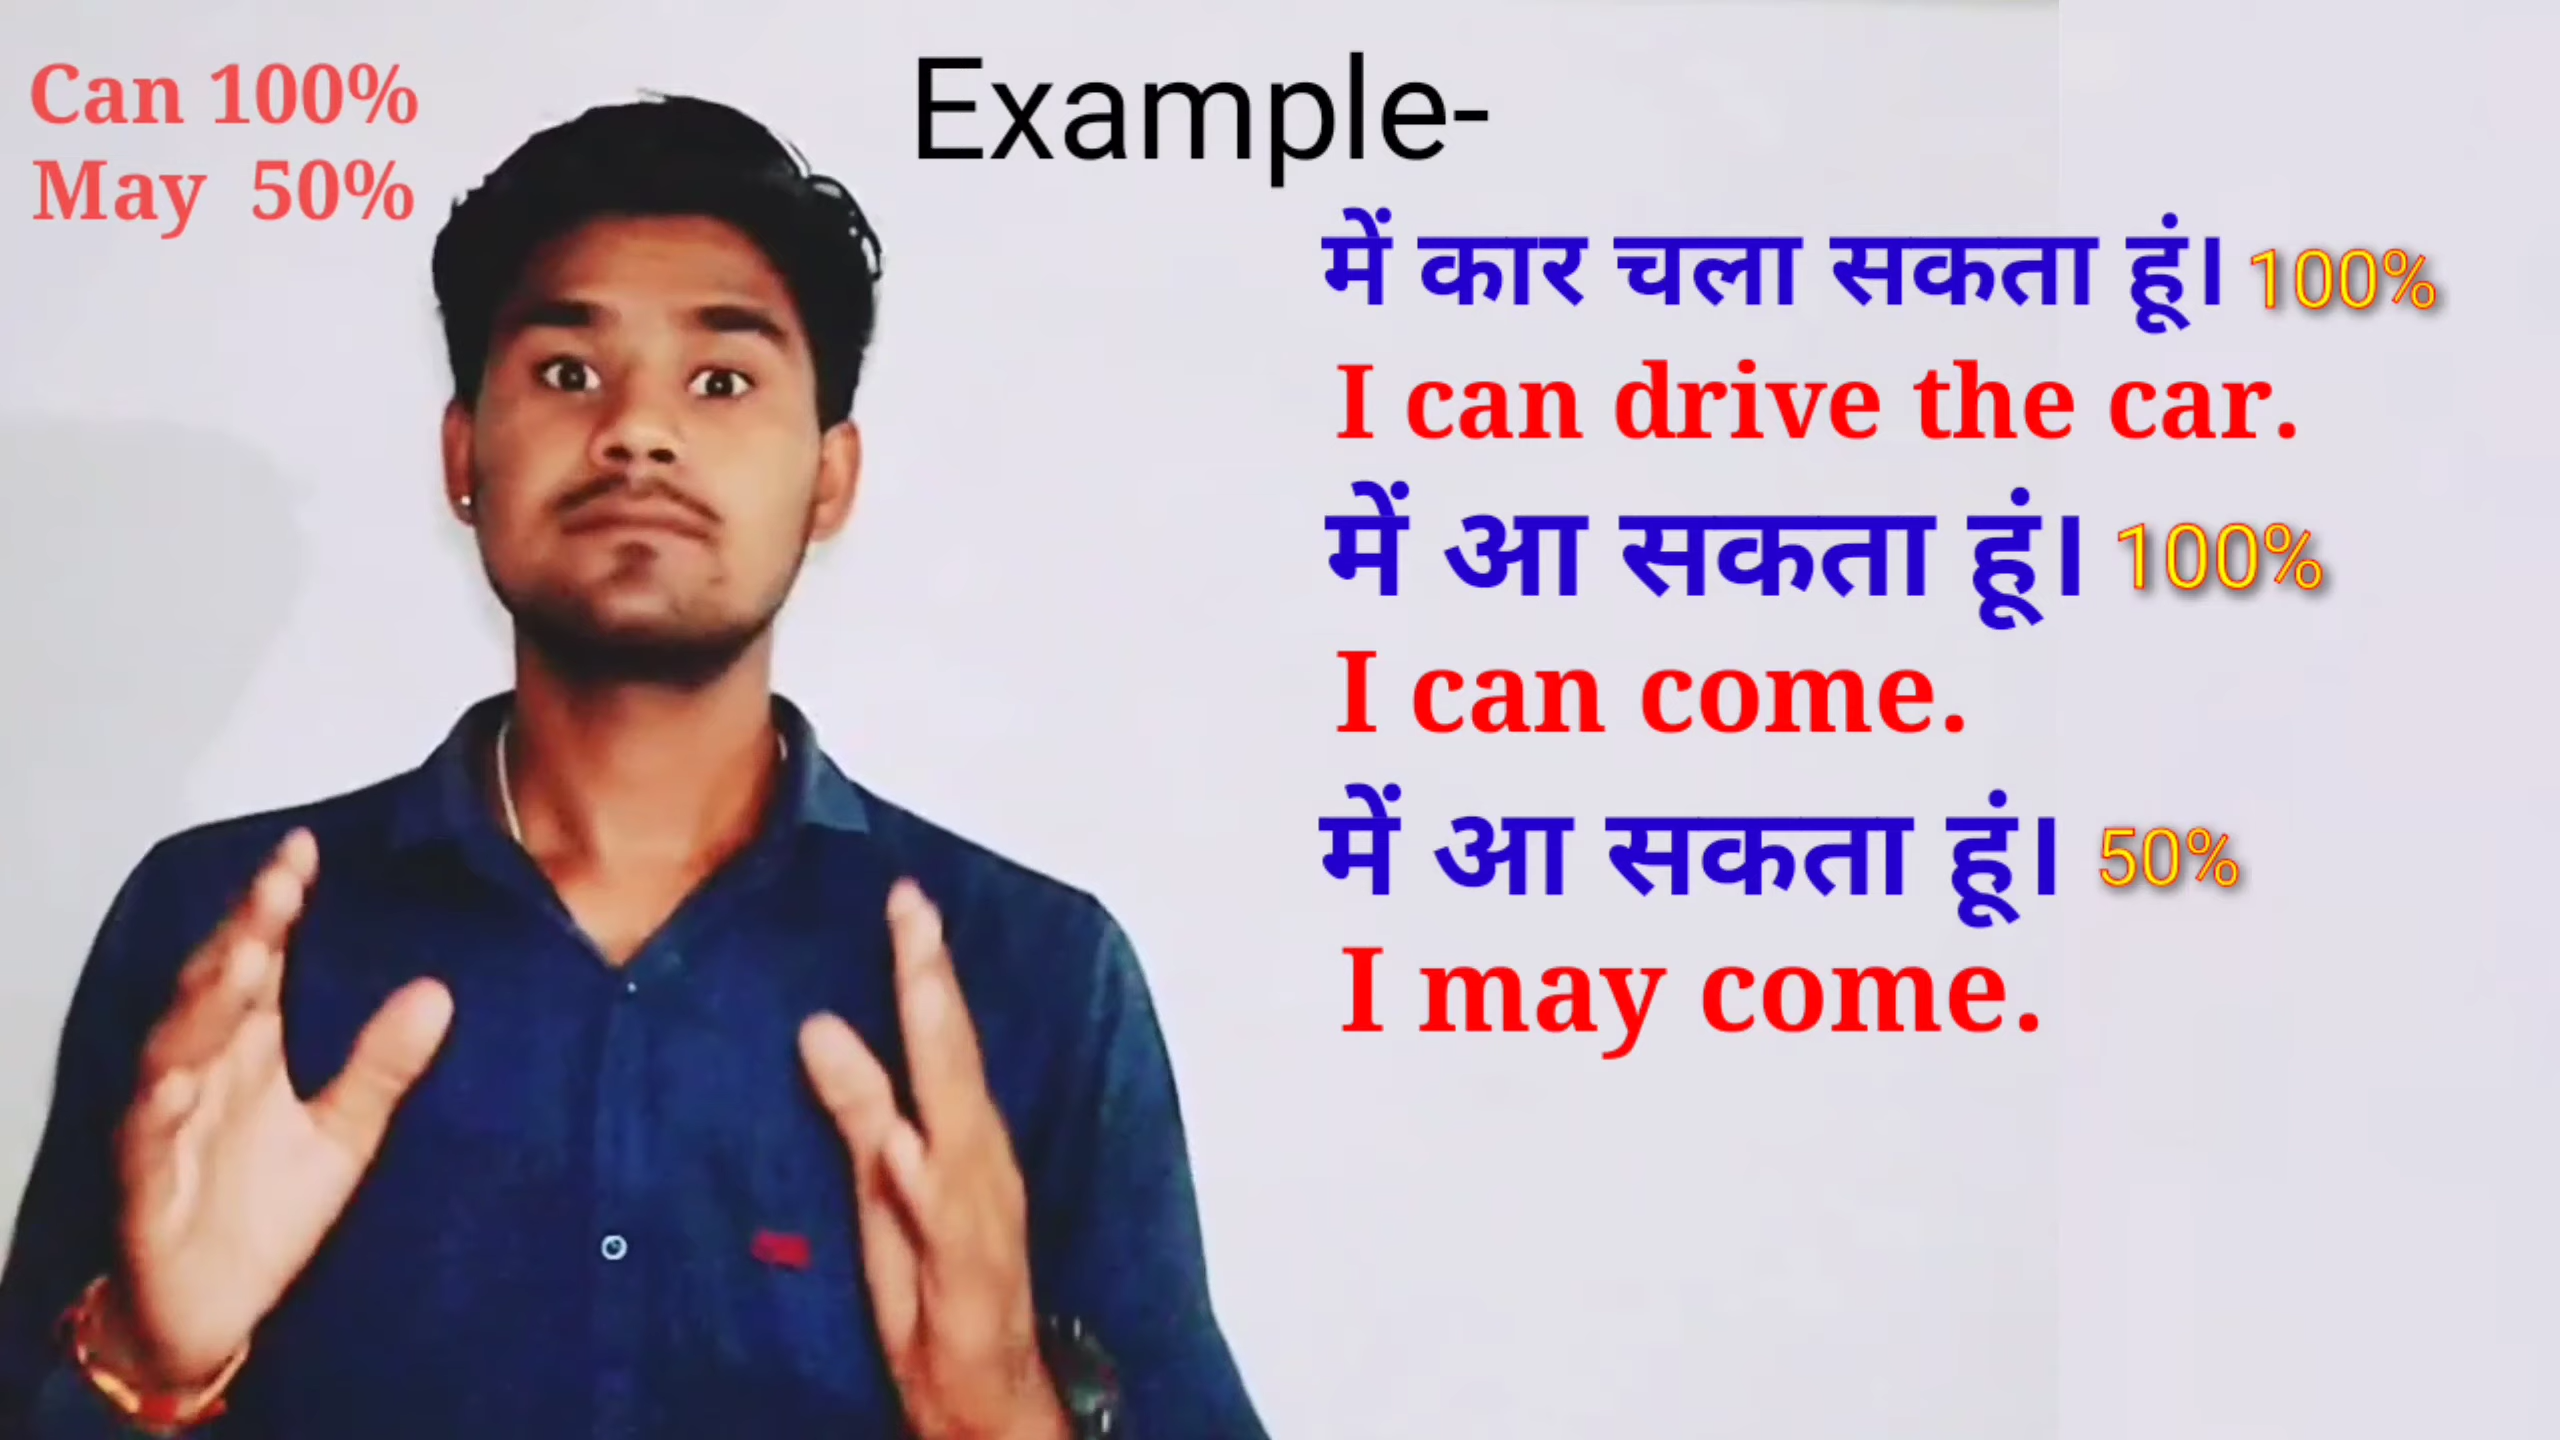 Can 100%
May 50%
Example-
में कार चला सकता हूं। 100%
I can drive the car.
में आ सकता हूं। 100%
I can come.
में आ सकता हूं। 50%
I may come.